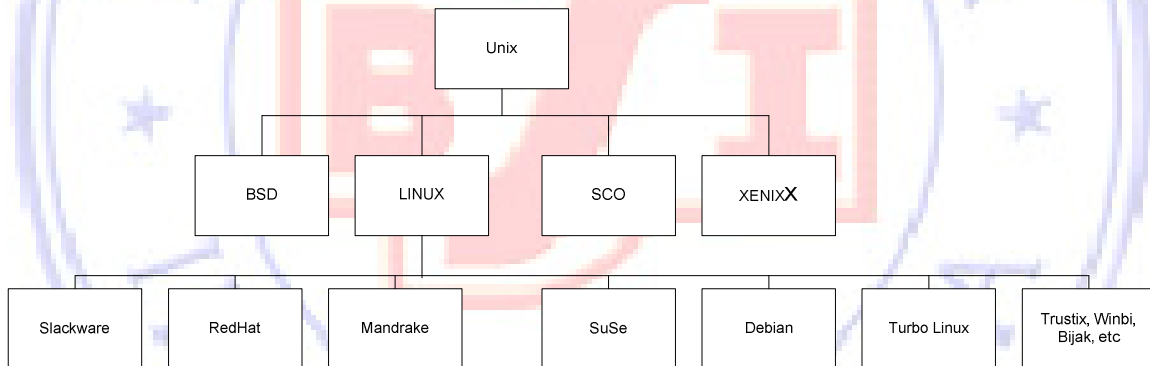 Unix
BSD
LINUX
SCO
XENIXX
Slackware
RedHat
Mandrake
SuSe
Debian
Turbo Linux
Trustix, Winbi,
Bijak, etc
B I